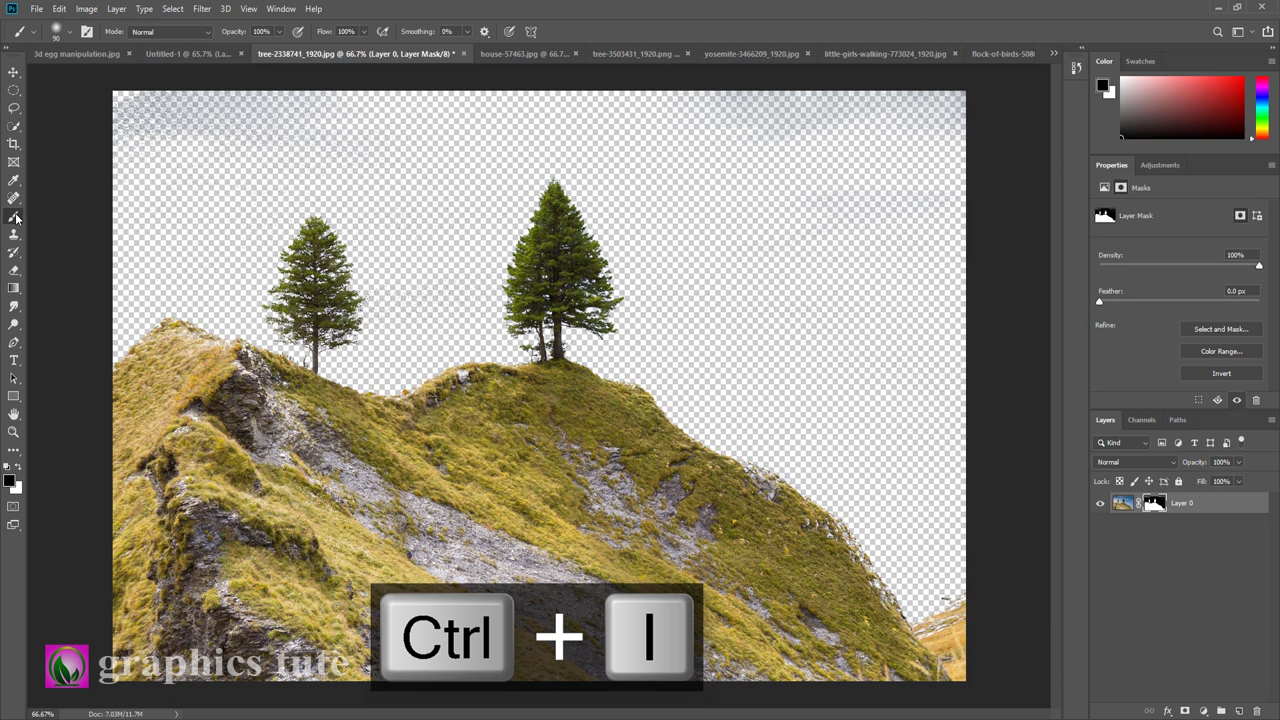 Ps File Edit Image Layer Type Select Filter 3D View Window Help
90 Mode: Normal Opacity: 100% Flow: 100% Smoothing: 0%
3d egg manipulation.jpg × Untitled-1 @ 65.7% (La... × tree-2338741_1920.jpg @ 66.7% (Layer 0, Layer Mask/8) * × house-57463.jpg @ 66.7%... × tree-3503431_1920.png ... × yosemite-3466209_1920.jpg × little-girls-walking-773024_1920.jpg × flock-of-birds-508
Color Swatches
Properties Adjustments
Masks
Layer Mask
Density: 100%
Feather: 0.0 px
Refine: Select and Mask...
Color Range...
Invert
Layers Channels Paths
Kind
Normal Opacity: 100%
Lock: Fill: 100%
Layer 0
Ctrl + I
graphics tute
66.67% Doc: 7.03M/11.7M